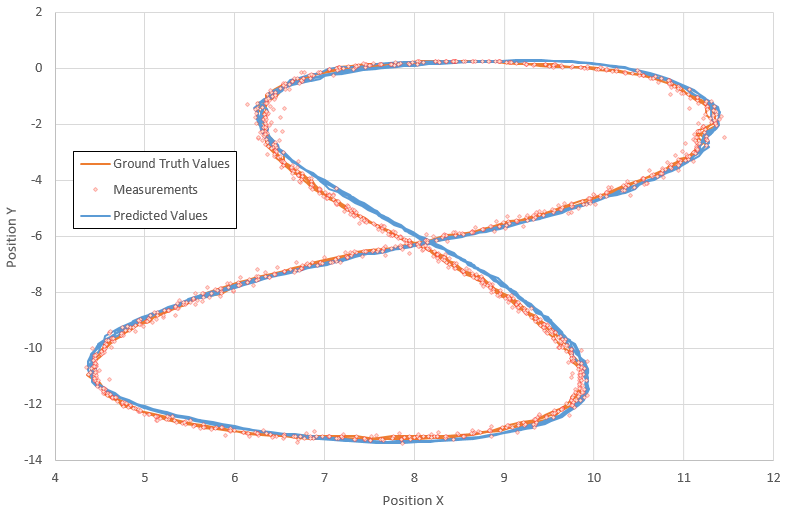 2
0
-2
-4
-6
-8
-10
-12
-14
Position Y
Ground Truth Values
Measurements
Predicted Values
4 5 6 7 8 9 10 11 12
Position X